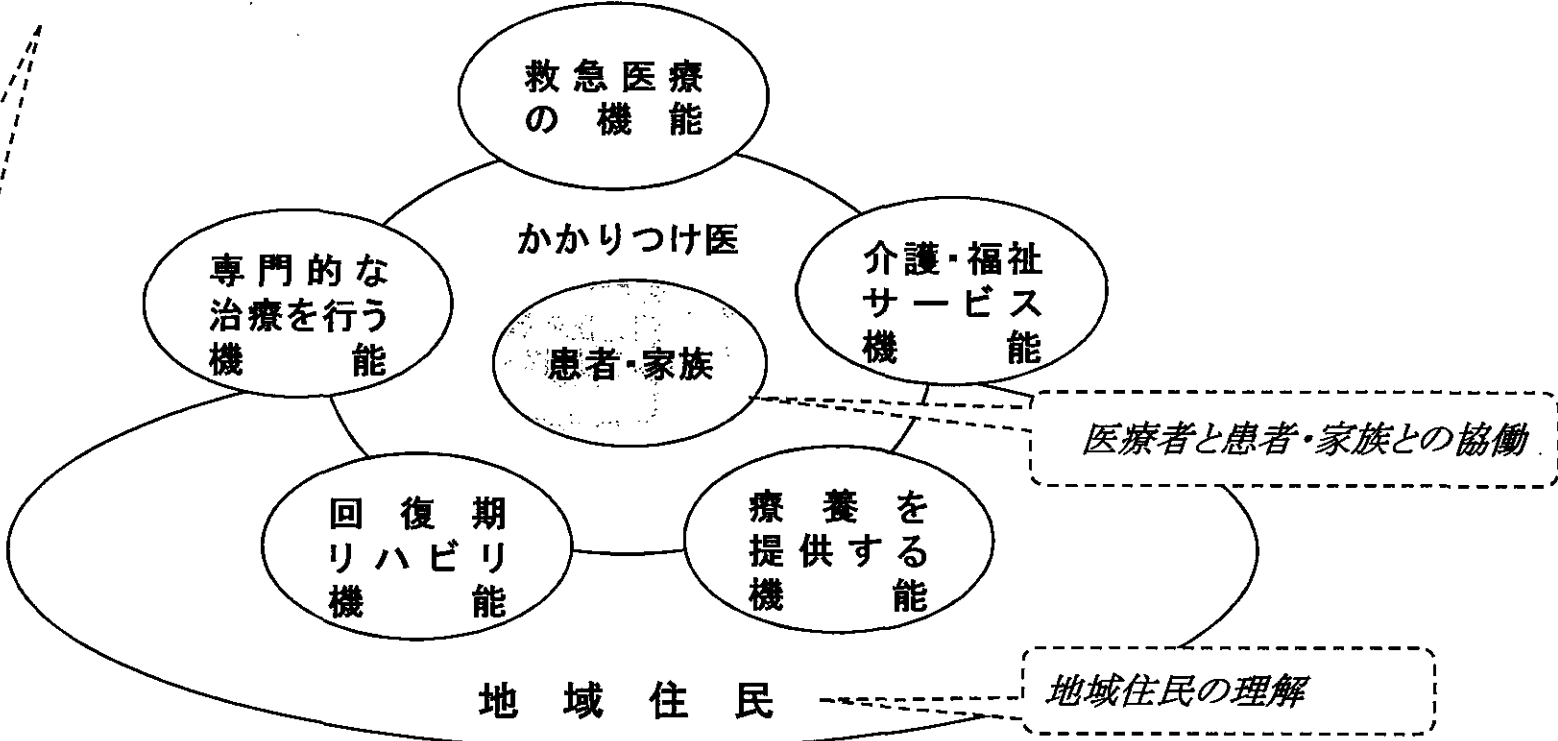 救急医療
の機能
かかりつけ医
専門的な
治療を行う
機能
介護・福祉
サービス
機能
患者・家族
医療者と患者・家族との協働
回復期
リハビリ
機能
療養を
提供する
機能
地域住民
地域住民の理解